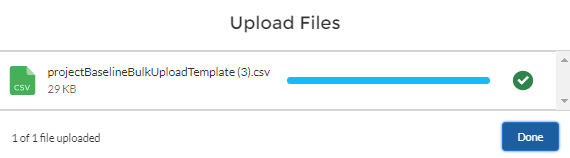 Upload Files
projectBaselineBulkUploadTemplate (3).csv
CSV
29 KB
1 of 1 file uploaded
Done